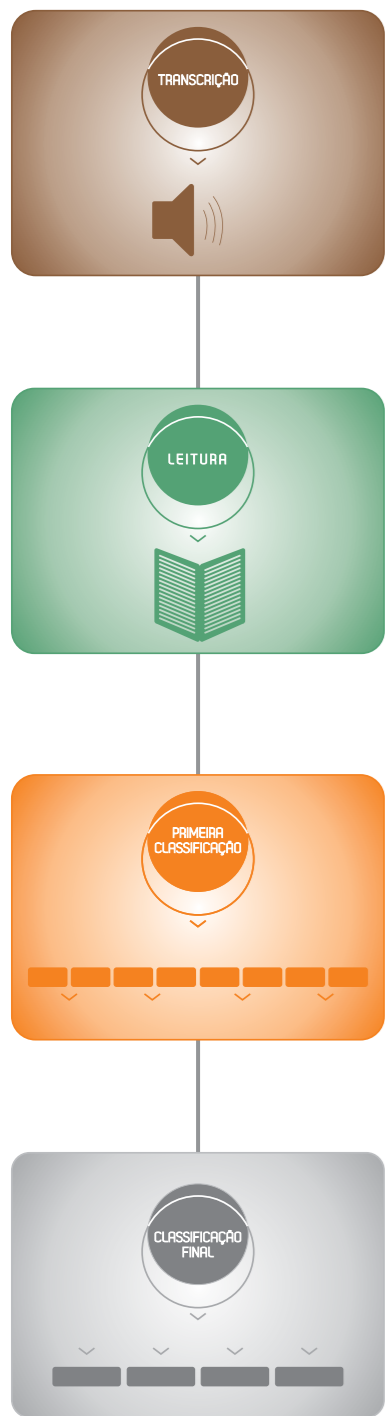 TRANSCRIÇÃO
LEITURA
PRIMEIRA
CLASSIFICAÇÃO
CLASSIFICAÇÃO
FINAL